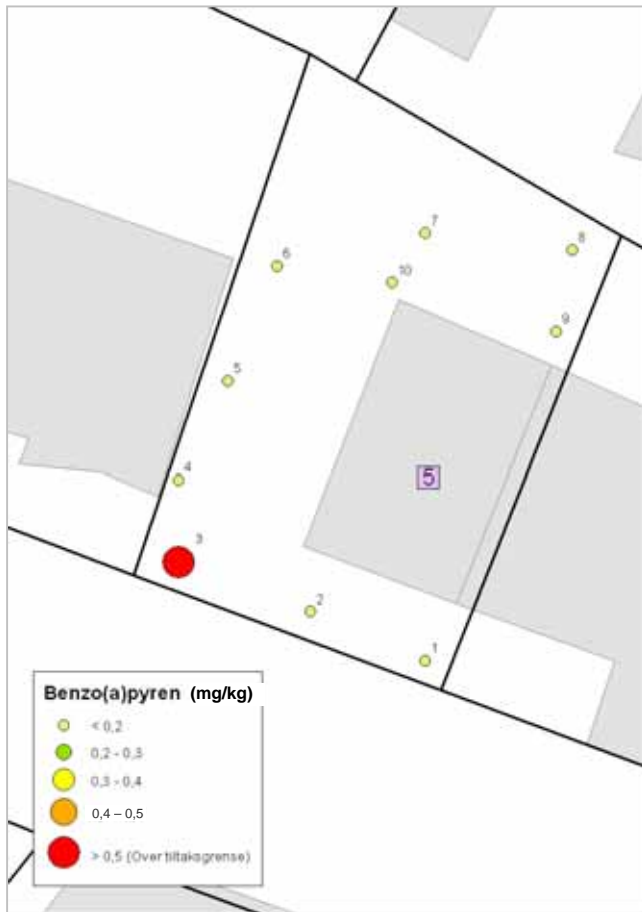 7
8
6
10
9
5
4
5
3
2
1
Benzo(a)pyren (mg/kg)
< 0,2
0,2 - 0,3
0,3 - 0,4
0,4 – 0,5
> 0,5 (Over tiltaksgrense)